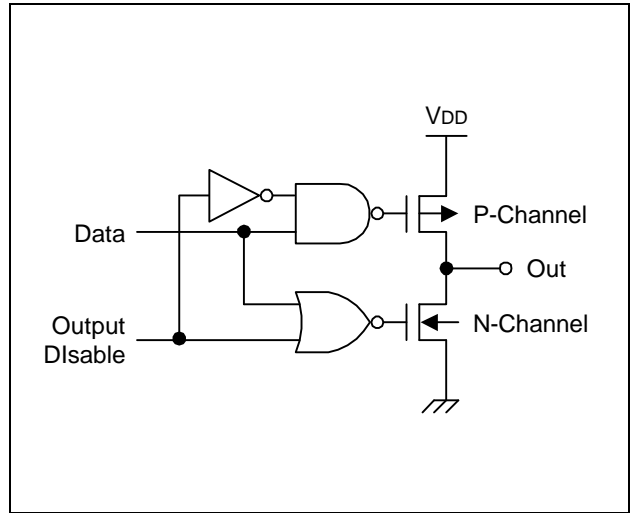 VDD
P-Channel
Data
Out
Output
DIsable
N-Channel